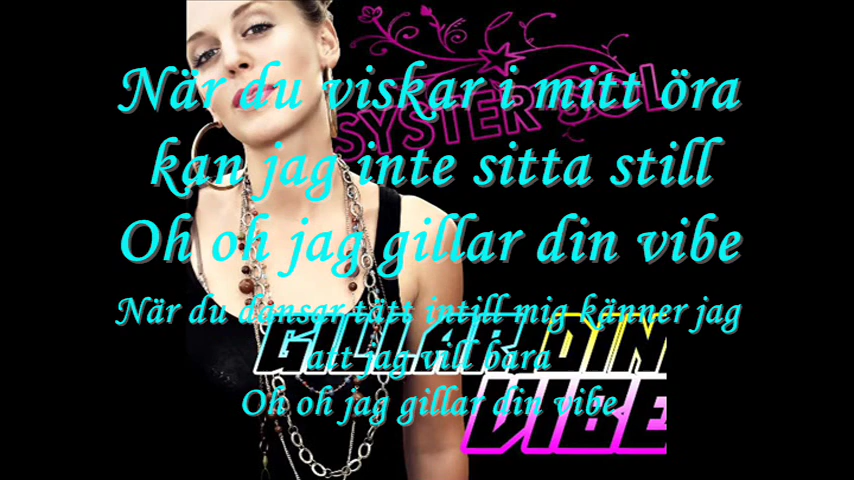 SYSTER SOL
När du viskar i mitt öra
kan jag inte sitta still
Oh oh jag gillar din vibe
När du dansar tätt intill mig känner jag
att jag vill bara
Oh oh jag gillar din vibe
GILLAR DIN
VIBE